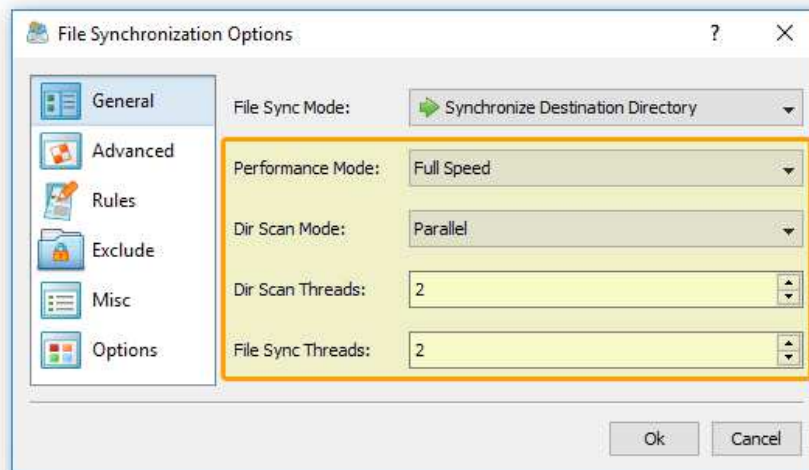 File Synchronization Options
?
General
Advanced
Rules
Exclude
Misc
Options
File Sync Mode: Synchronize Destination Directory
Performance Mode: Full Speed
Dir Scan Mode: Parallel
Dir Scan Threads: 2
File Sync Threads: 2
Ok Cancel